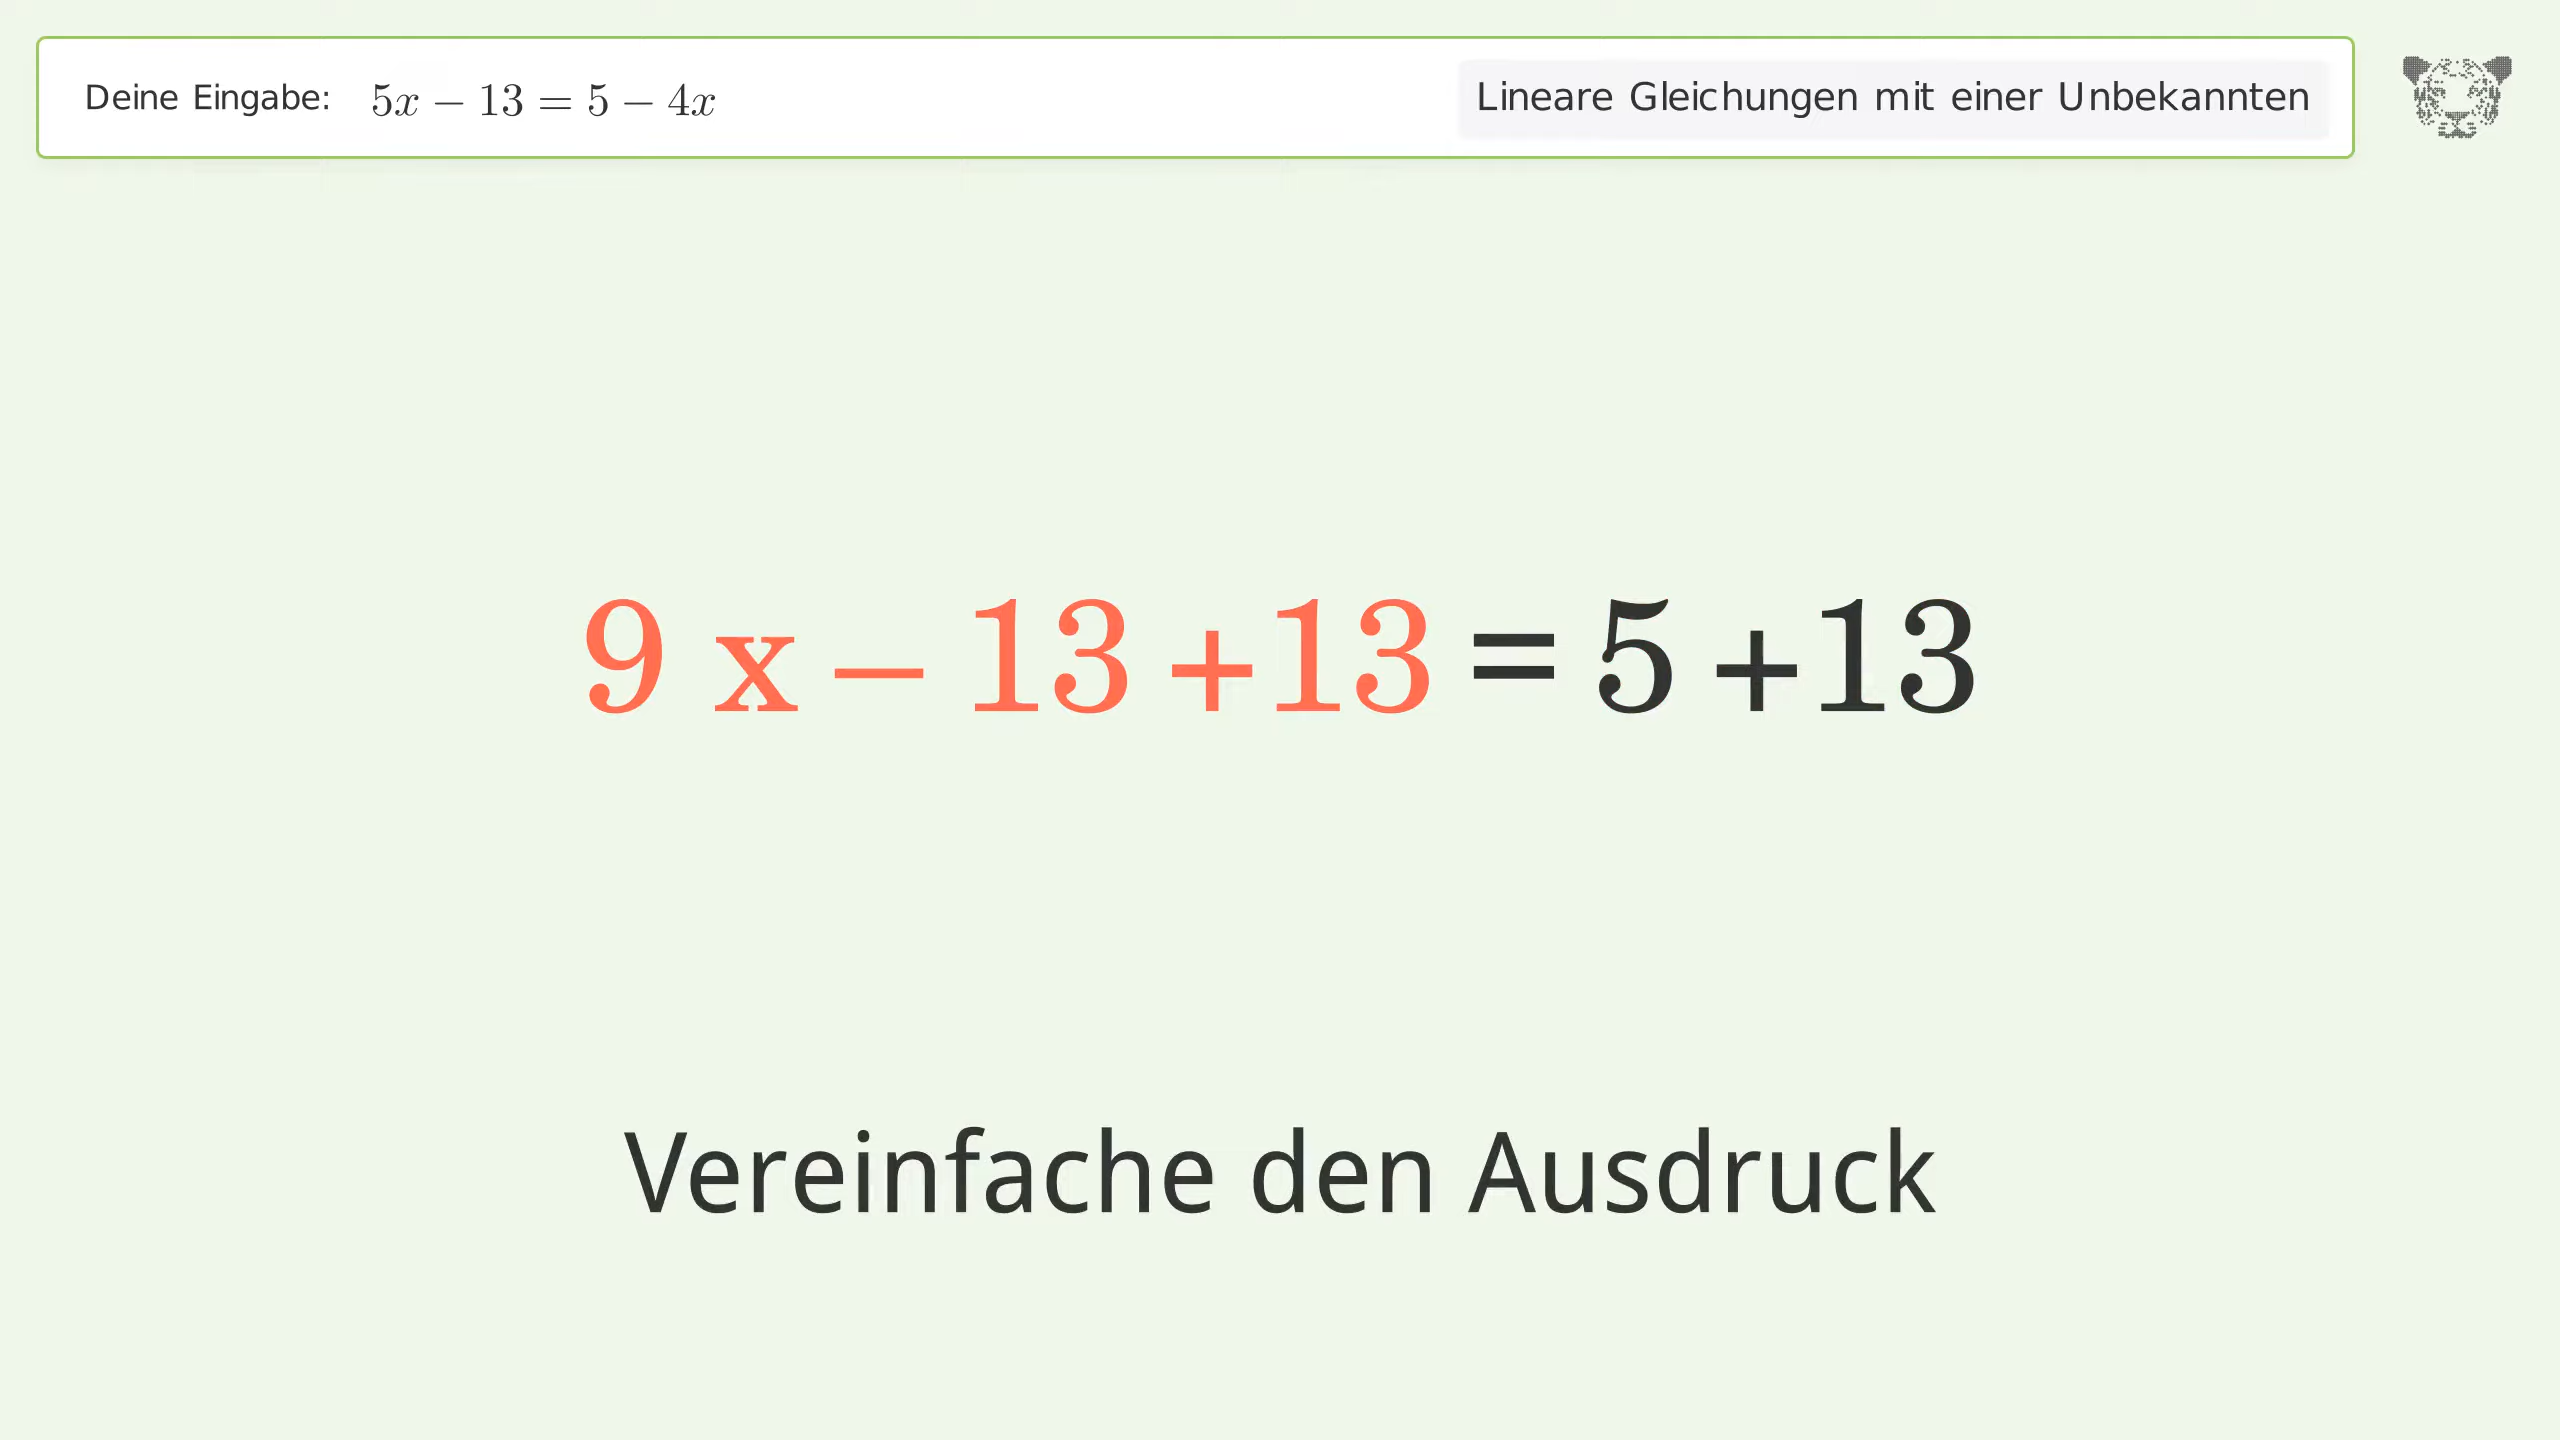 Deine Eingabe: 5x − 13 = 5 − 4x
Lineare Gleichungen mit einer Unbekannten
9 x − 13 +13 = 5 +13
Vereinfache den Ausdruck